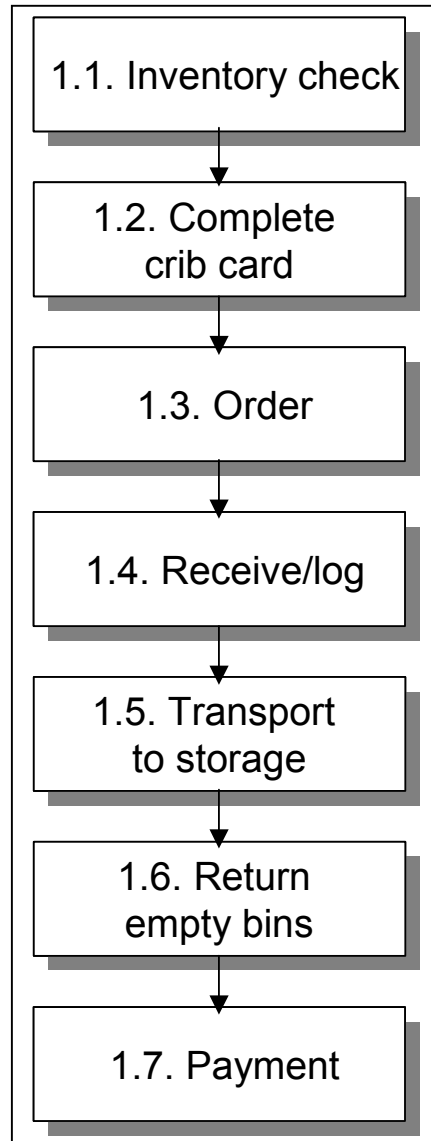 1.1. Inventory check
1.2. Complete
crib card
1.3. Order
1.4. Receive/log
1.5. Transport
to storage
1.6. Return
empty bins
1.7. Payment